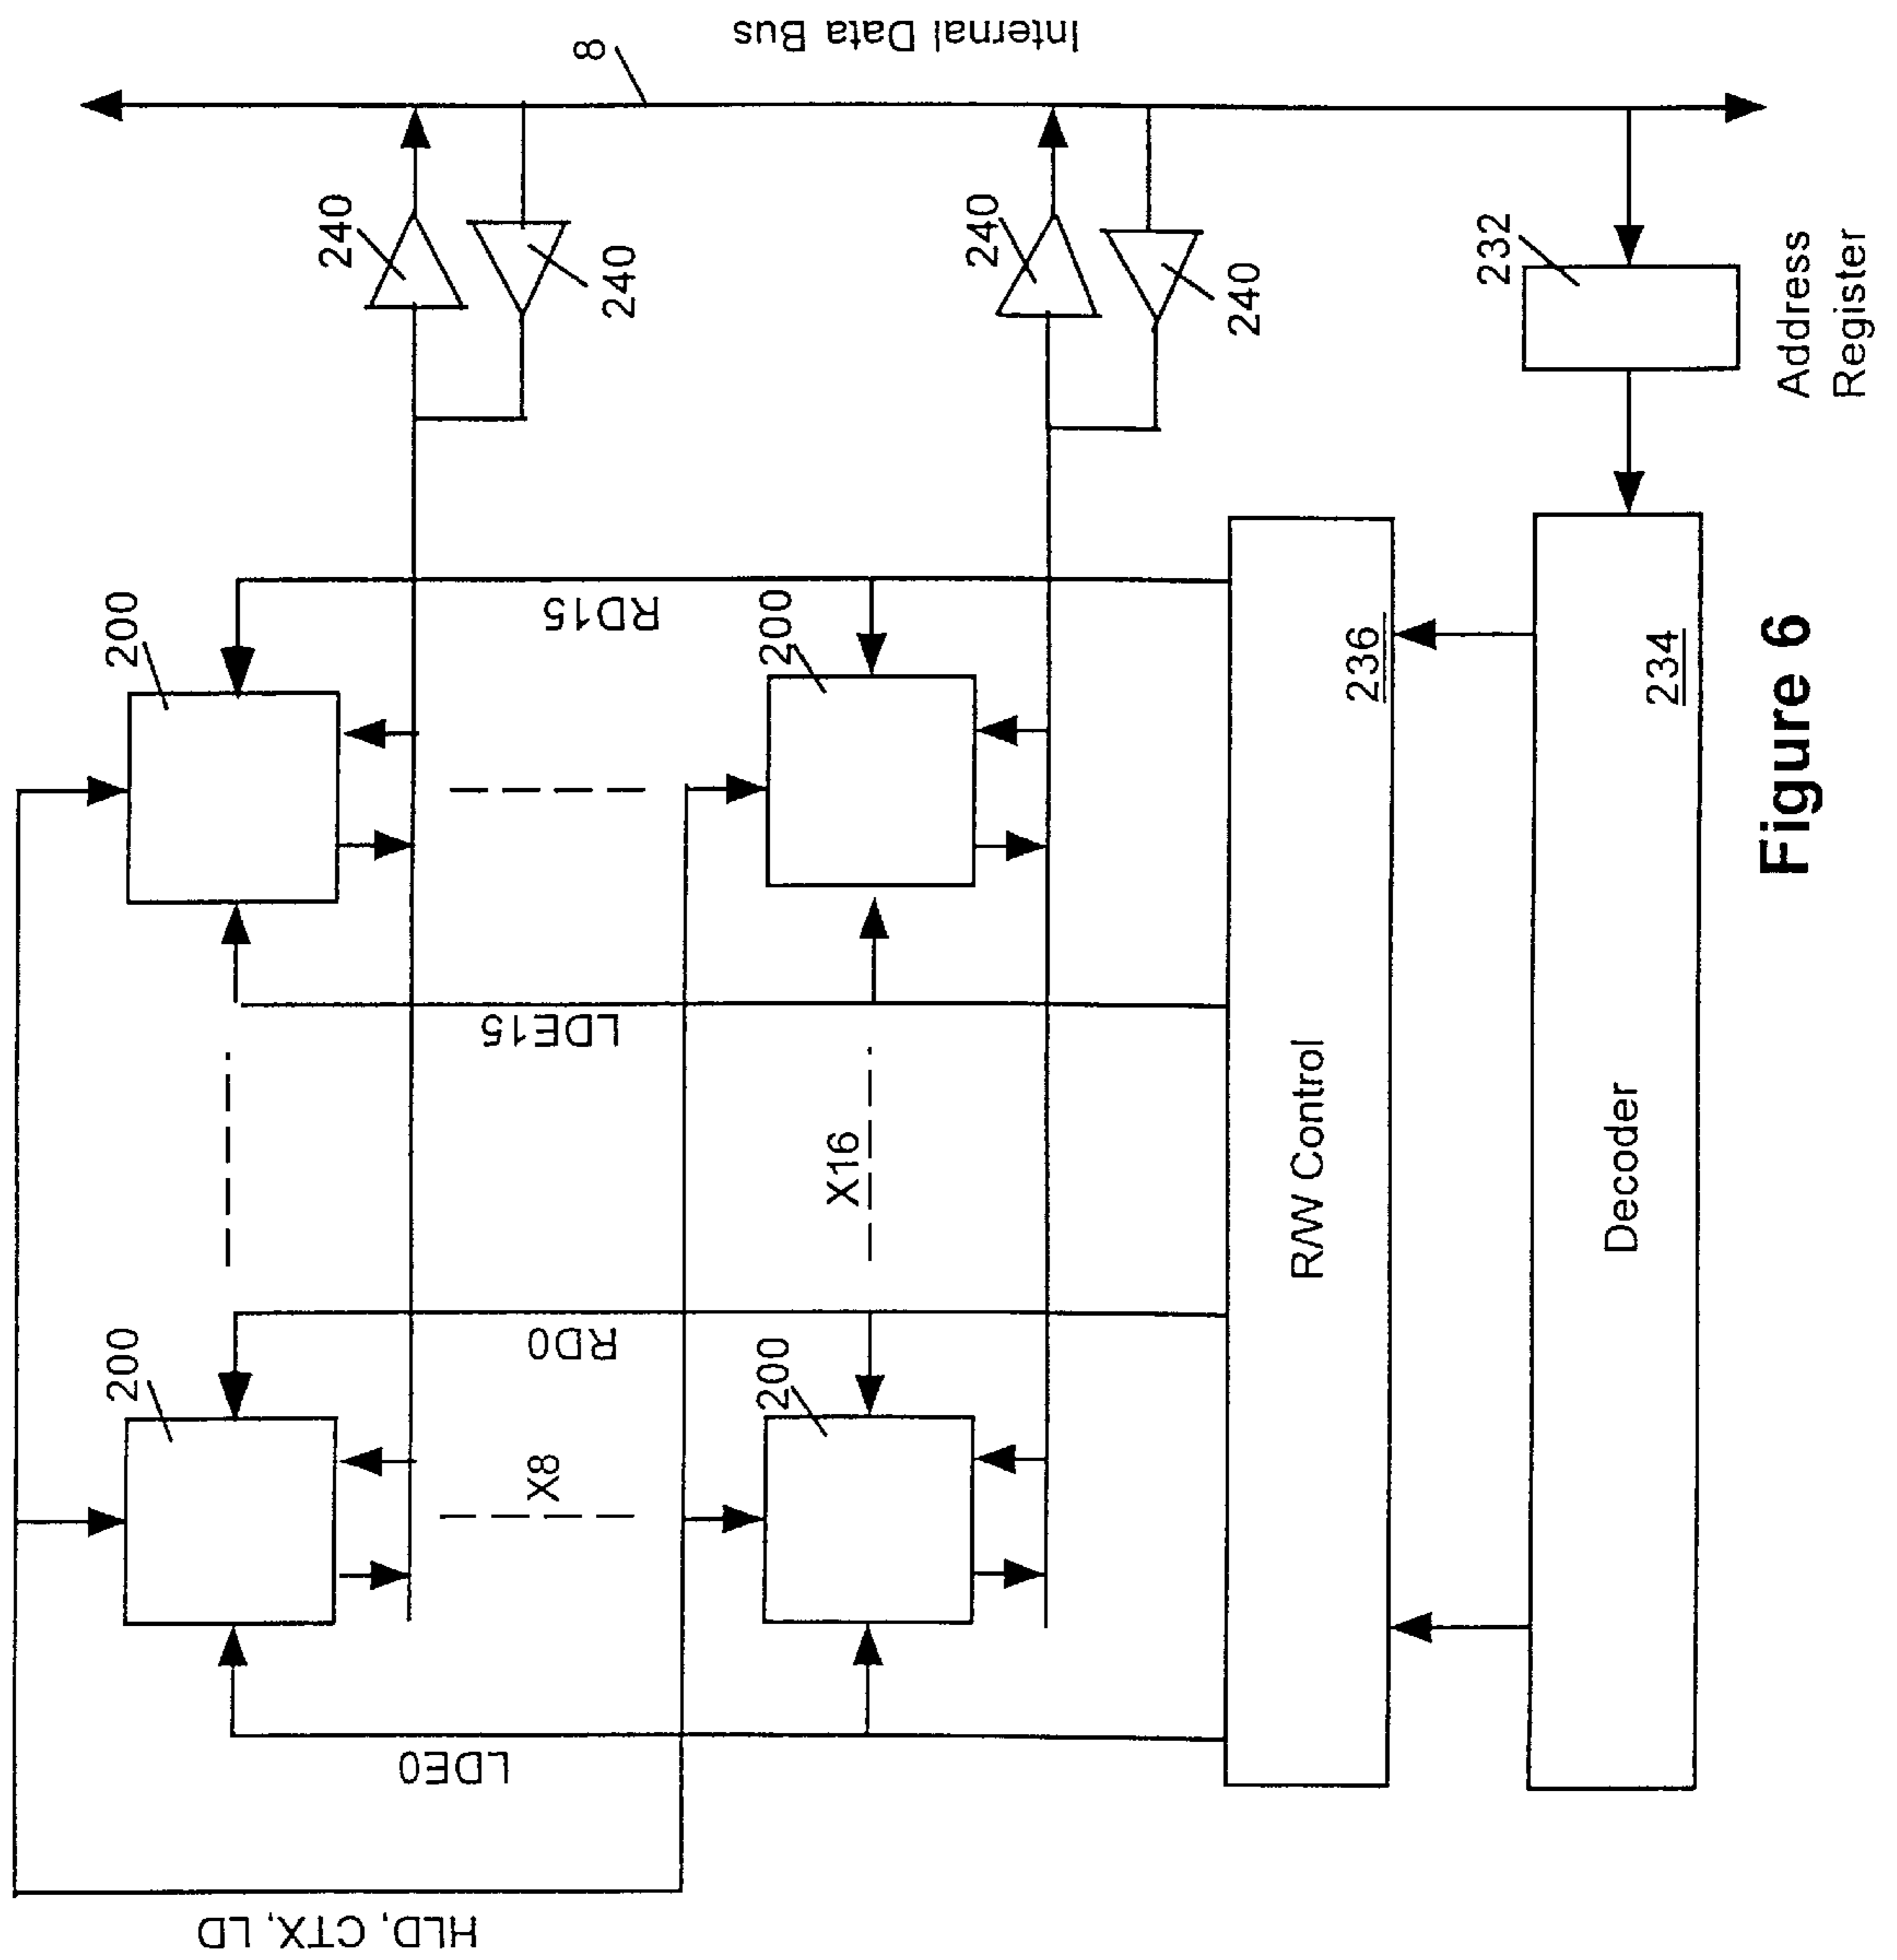 HLD, CTX, LD
LDE0
200
RD0
LDE15
200
RD15
240
240
8
Internal Data Bus
X8
200
X16
200
240
240
R/W Control
236
Decoder
234
232
Address
Register
Figure 6